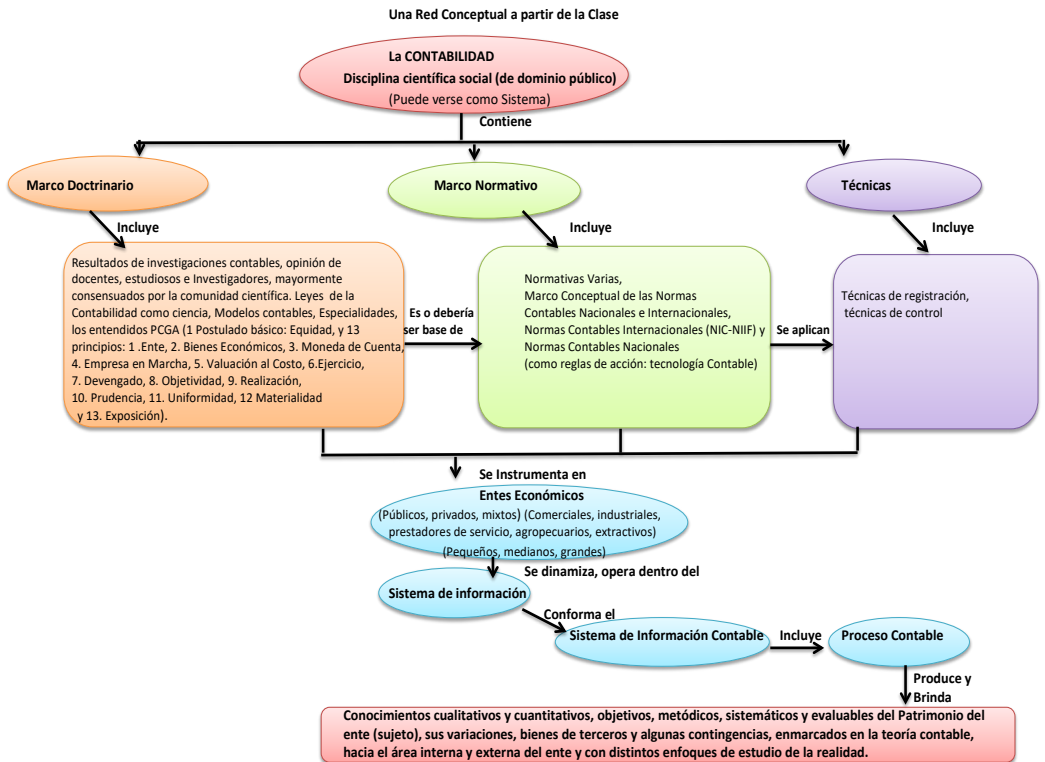 Una Red Conceptual a partir de la Clase
La CONTABILIDAD
Disciplina científica social (de dominio público)
(Puede verse como Sistema)
Contiene
Marco Doctrinario
Marco Normativo
Técnicas
Incluye
Incluye
Incluye
Resultados de investigaciones contables, opinión de
docentes, estudiosos e Investigadores, mayormente
consensuados por la comunidad científica. Leyes de la
Contabilidad como ciencia, Modelos contables, Especialidades,
los entendidos PCGA (1 Postulado básico: Equidad, y 13
principios: 1 .Ente, 2. Bienes Económicos, 3. Moneda de Cuenta,
4. Empresa en Marcha, 5. Valuación al Costo, 6.Ejercicio,
7. Devengado, 8. Objetividad, 9. Realización,
10. Prudencia, 11. Uniformidad, 12 Materialidad
y 13. Exposición).
Es o debería
ser base de
Normativas Varias,
Marco Conceptual de las Normas
Contables Nacionales e Internacionales,
Normas Contables Internacionales (NIC-NIIF) y
Normas Contables Nacionales
(como reglas de acción: tecnología Contable)
Se aplican
Técnicas de registración,
técnicas de control
Se Instrumenta en
Entes Económicos
(Públicos, privados, mixtos) (Comerciales, industriales,
prestadores de servicio, agropecuarios, extractivos)
(Pequeños, medianos, grandes)
Se dinamiza, opera dentro del
Sistema de información
Conforma el
Sistema de Información Contable
Incluye
Proceso Contable
Produce y
Brinda
Conocimientos cualitativos y cuantitativos, objetivos, metódicos, sistemáticos y evaluables del Patrimonio del
ente (sujeto), sus variaciones, bienes de terceros y algunas contingencias, enmarcados en la teoría contable,
hacia el área interna y externa del ente y con distintos enfoques de estudio de la realidad.